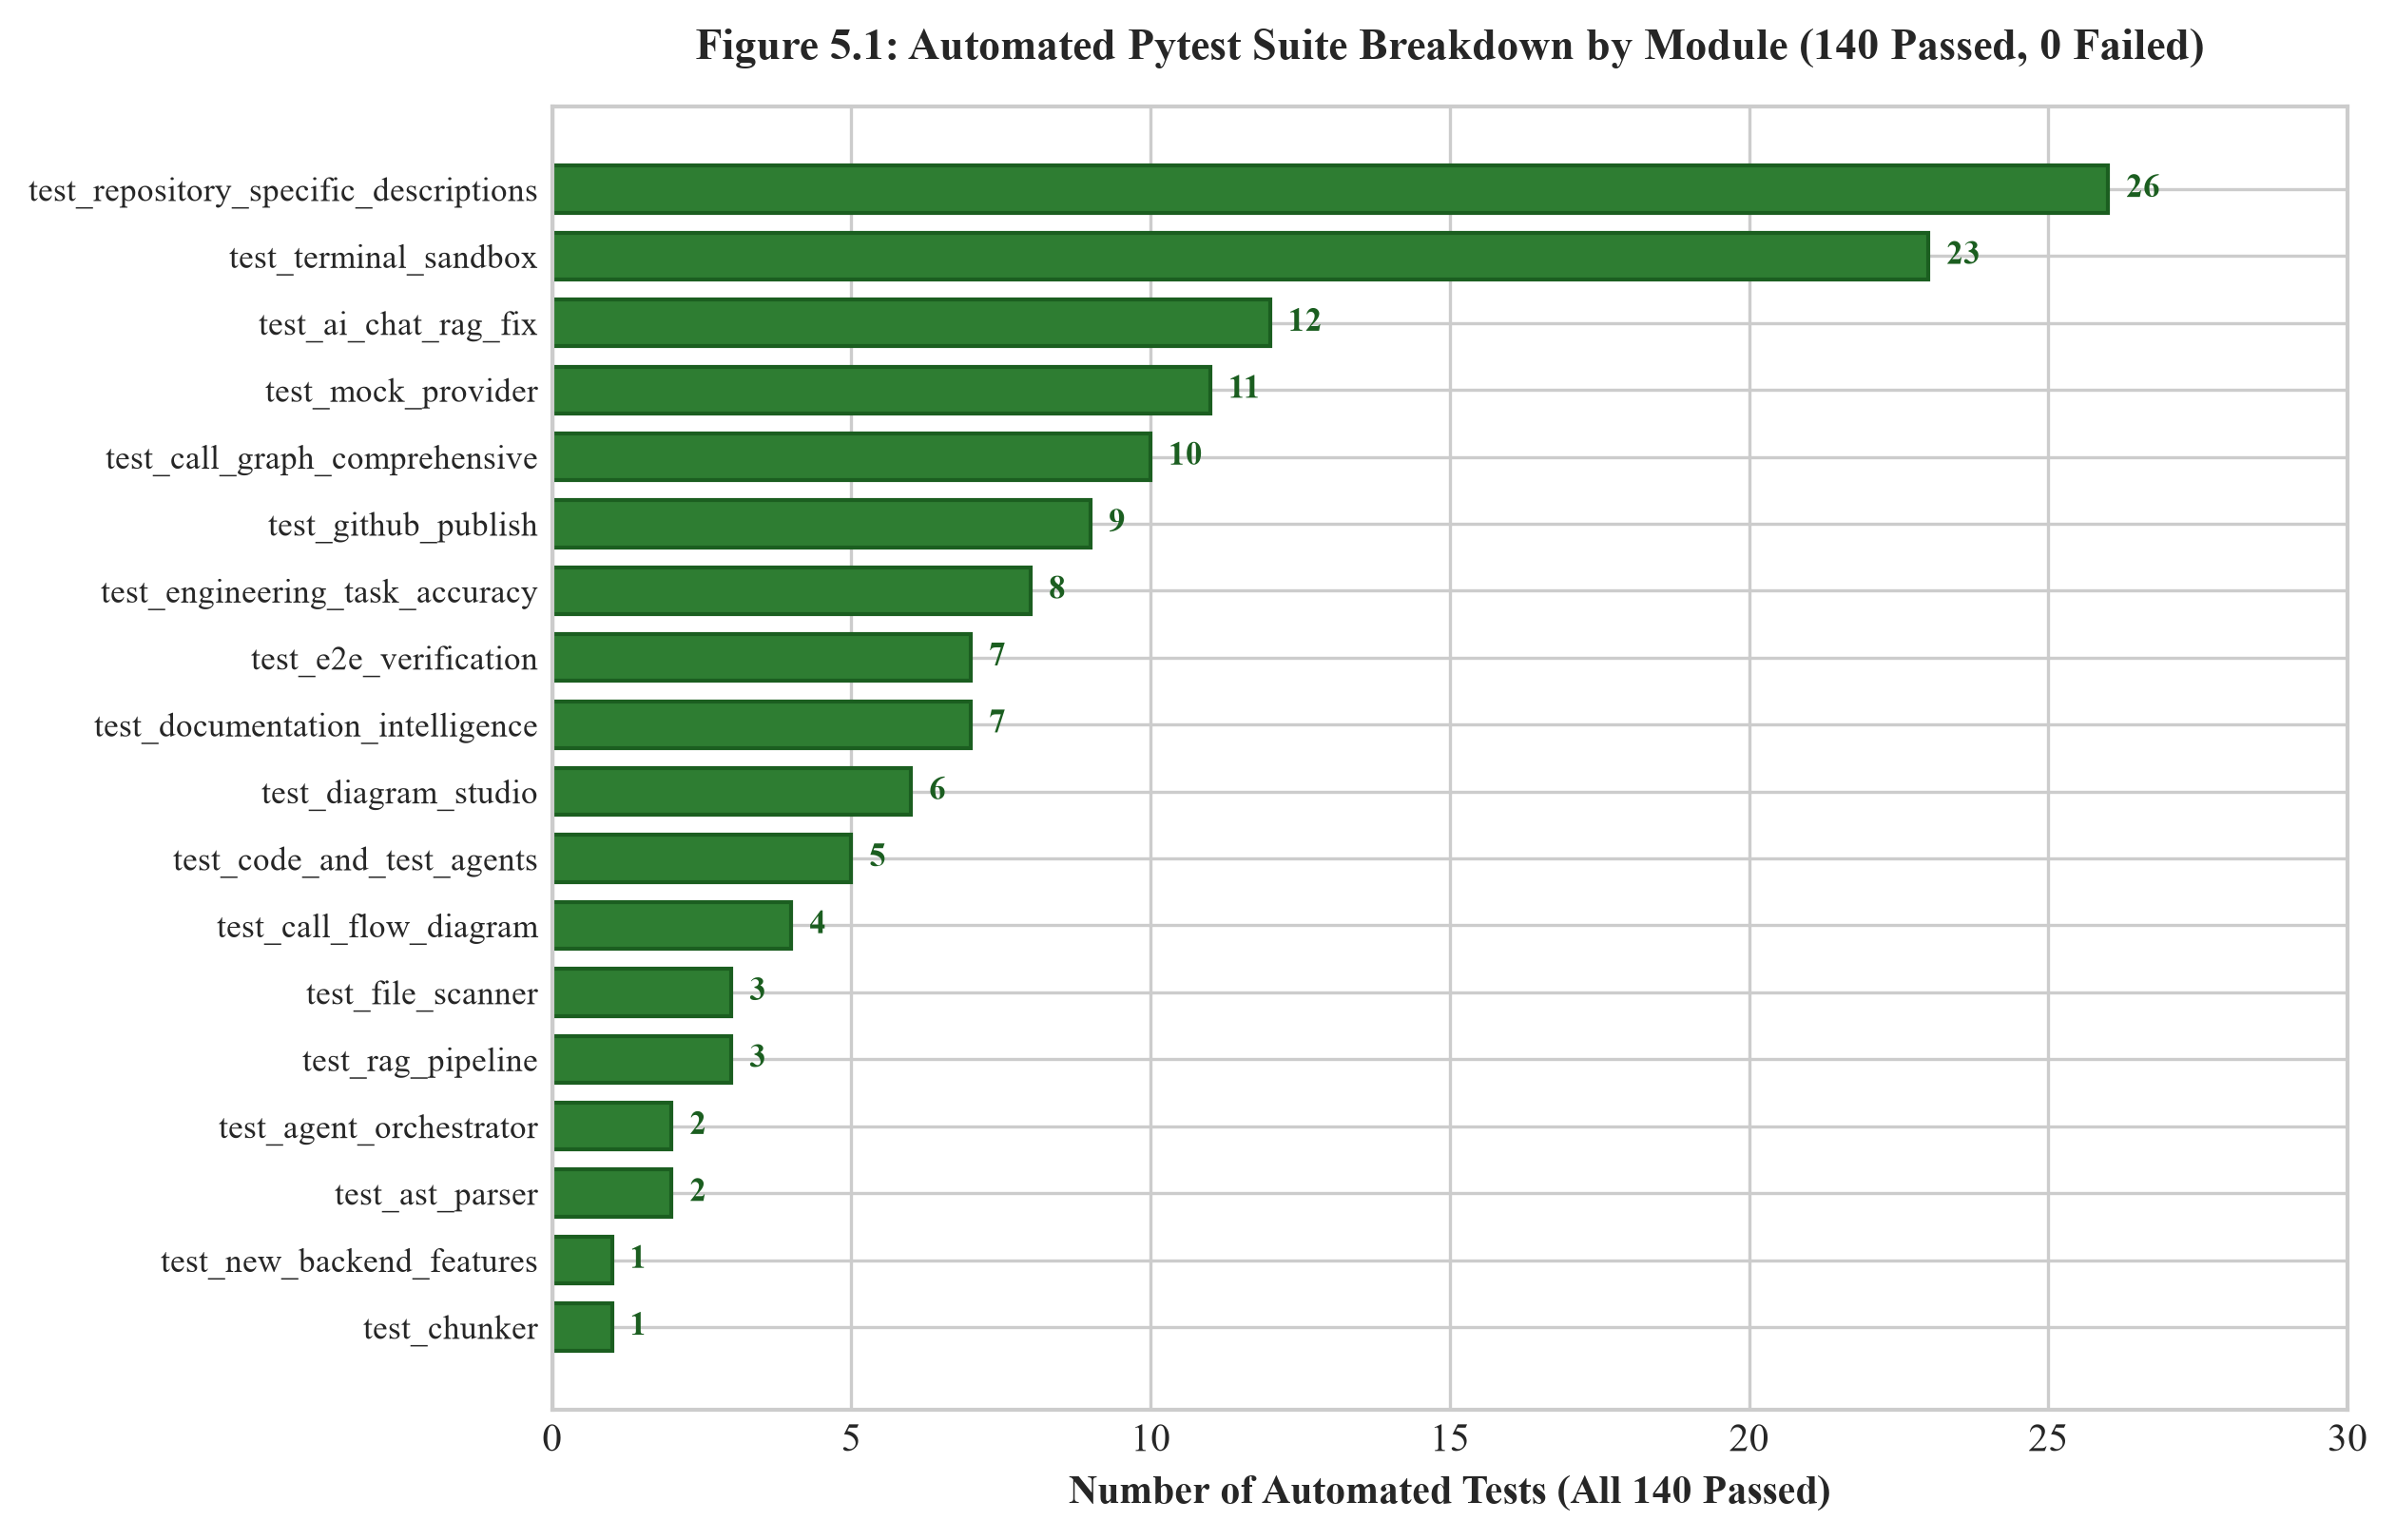 Figure 5.1: Automated Pytest Suite Breakdown by Module (140 Passed, 0 Failed)
test_repository_specific_descriptions 26
test_terminal_sandbox 23
test_ai_chat_rag_fix 12
test_mock_provider 11
test_call_graph_comprehensive 10
test_github_publish 9
test_engineering_task_accuracy 8
test_e2e_verification 7
test_documentation_intelligence 7
test_diagram_studio 6
test_code_and_test_agents 5
test_call_flow_diagram 4
test_file_scanner 3
test_rag_pipeline 3
test_agent_orchestrator 2
test_ast_parser 2
test_new_backend_features 1
test_chunker 1
0 5 10 15 20 25 30
Number of Automated Tests (All 140 Passed)